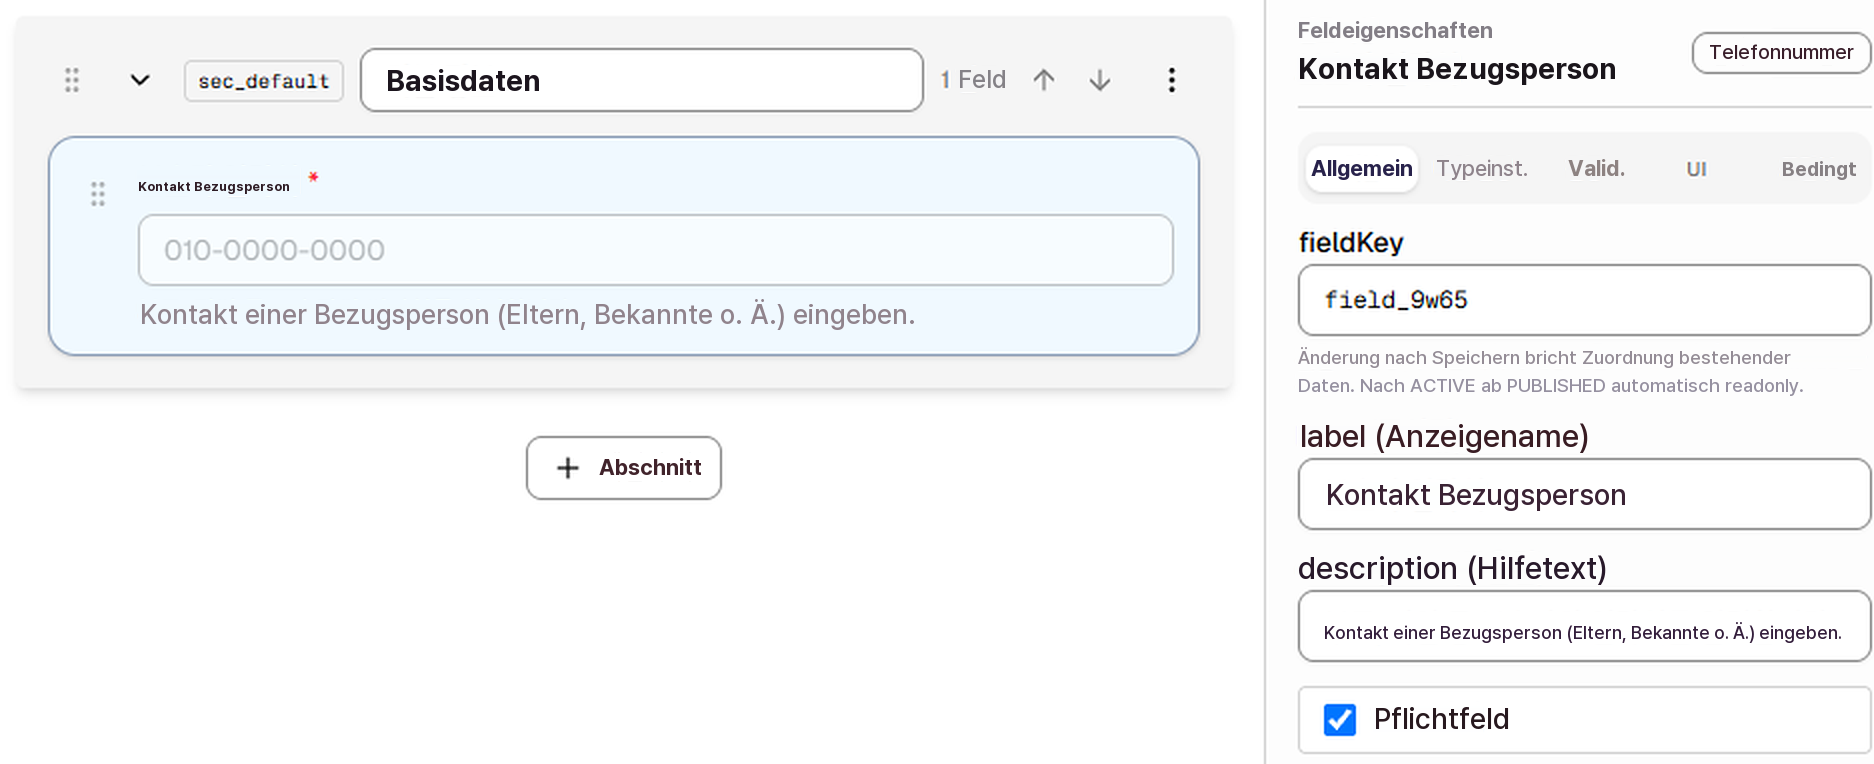 sec_default
Basisdaten
1 Feld
Kontakt Bezugsperson *
010-0000-0000
Kontakt einer Bezugsperson (Eltern, Bekannte o. Ä.) eingeben.
+ Abschnitt
Feldeigenschaften
Kontakt Bezugsperson
Telefonnummer
Allgemein Typeinst. Valid. UI Bedingt
fieldKey
field_9w65
Änderung nach Speichern bricht Zuordnung bestehender
Daten. Nach ACTIVE ab PUBLISHED automatisch readonly.
label (Anzeigename)
Kontakt Bezugsperson
description (Hilfetext)
Kontakt einer Bezugsperson (Eltern, Bekannte o. Ä.) eingeben.
Pflichtfeld